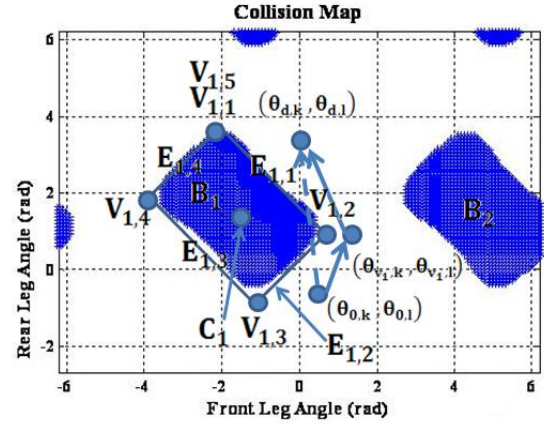 Collision Map
6
4
2
0
-2
-6
-4
-2
0
2
4
6
Rear Leg Angle (rad)
Front Leg Angle (rad)
V1,5
V1,1
(θd,k , θd,l)
E1,4
E1,1
B1
V1,2
V1,4
B2
E1,3
(θv1,k , θv1,l)
(θ0,k , θ0,l)
C1
V1,3
E1,2